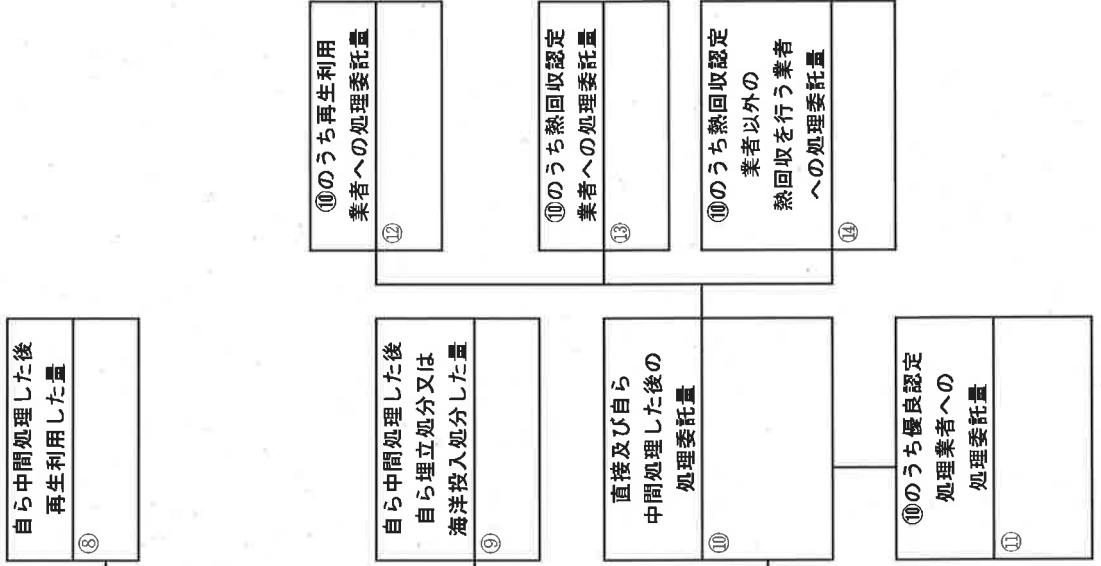 自ら中間処理した後
再生利用した量
⑧
自ら中間処理した後
自ら埋立処分又は
海洋投入処分した量
⑨
直接及び自ら
中間処理した後の
処理委託量
⑩
⑩のうち優良認定
処理業者への
処理委託量
⑪
⑩のうち再生利用
業者への処理委託量
⑫
⑩のうち熱回収認定
業者への処理委託量
⑬
⑩のうち熱回収認定
業者以外の
熱回収を行う業者
への処理委託量
⑭